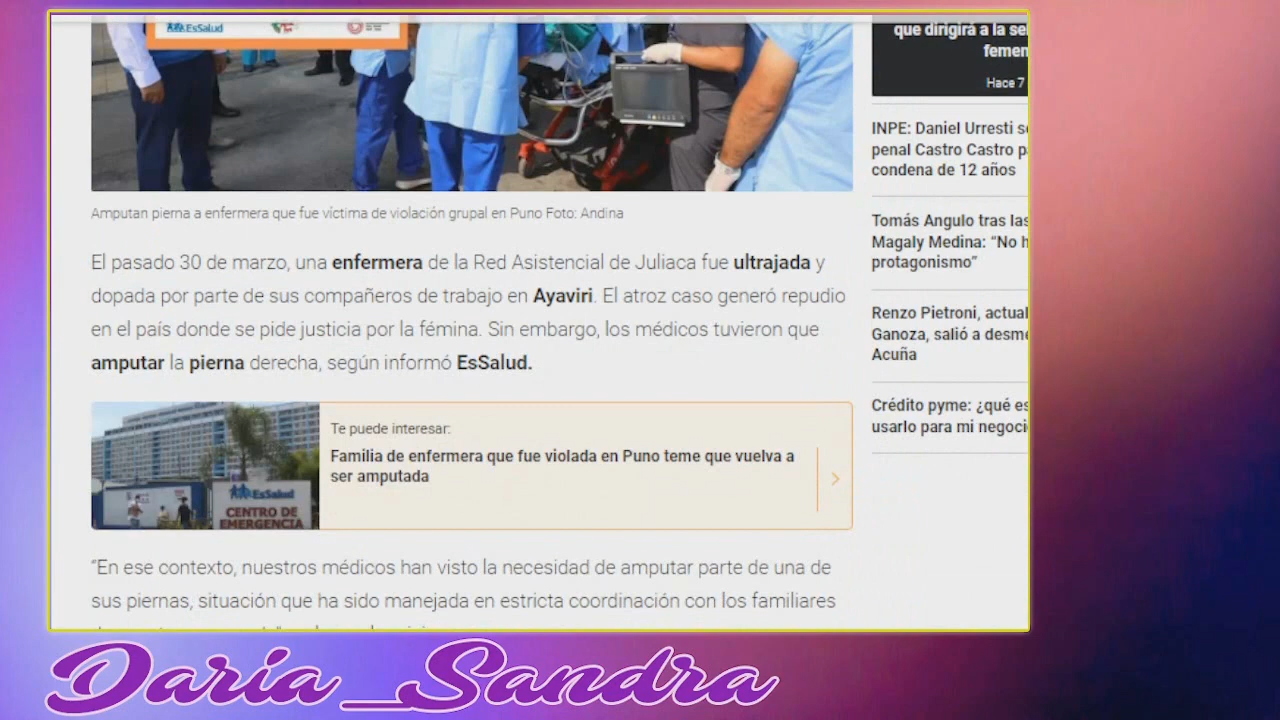 EsSalud
que dirigirá a la se
femen
Hace 7
INPE: Daniel Urresti
penal Castro Castro
condena de 12 años
Amputan pierna a enfermera que fue víctima de violación grupal en Puno Foto: Andina
Tomás Angulo tras las
Magaly Medina: “No
protagonismo”
El pasado 30 de marzo, una enfermera de la Red Asistencial de Juliaca fue ultrajada y
dopada por parte de sus compañeros de trabajo en Ayaviri. El atroz caso generó repudio
en el país donde se pide justicia por la fémina. Sin embargo, los médicos tuvieron que
amputar la pierna derecha, según informó EsSalud.
Renzo Pietroni, actual
Ganoza, salió a desme
Acuña
Te puede interesar:
Familia de enfermera que fue violada en Puno teme que vuelva a
ser amputada
EsSalud
CENTRO DE
EMERGENCIA
Crédito pyme: ¿qué es
usarlo para mi negoci
“En ese contexto, nuestros médicos han visto la necesidad de amputar parte de una de
sus piernas, situación que ha sido manejada en estricta coordinación con los familiares
Daria_Sandra